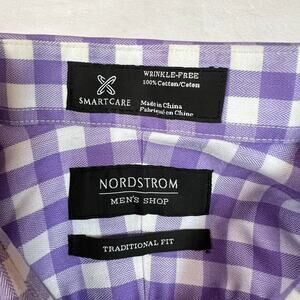 SMARTCARE
WRINKLE-FREE
100% Cotton/Coton
Made in China
Fabriqué en Chine
NORDSTROM
MEN'S SHOP
TRADITIONAL FIT